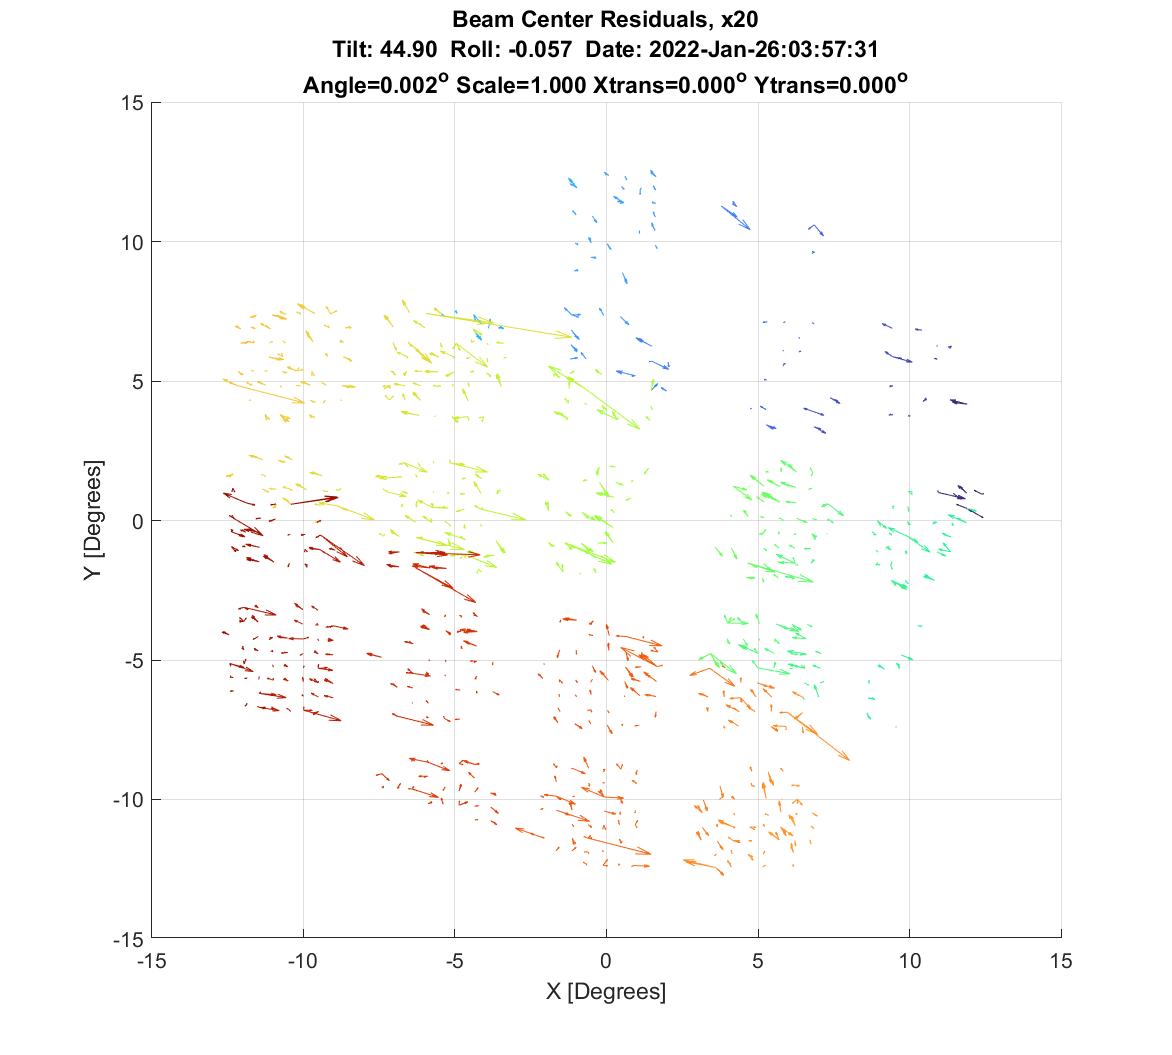 Beam Center Residuals, x20
Tilt: 44.90 Roll: -0.057 Date: 2022-Jan-26:03:57:31
Angle=0.002° Scale=1.000 Xtrans=0.000° Ytrans=0.000°
15
10
5
0
-5
-10
-15
Y [Degrees]
-15 -10 -5 0 5 10 15
X [Degrees]